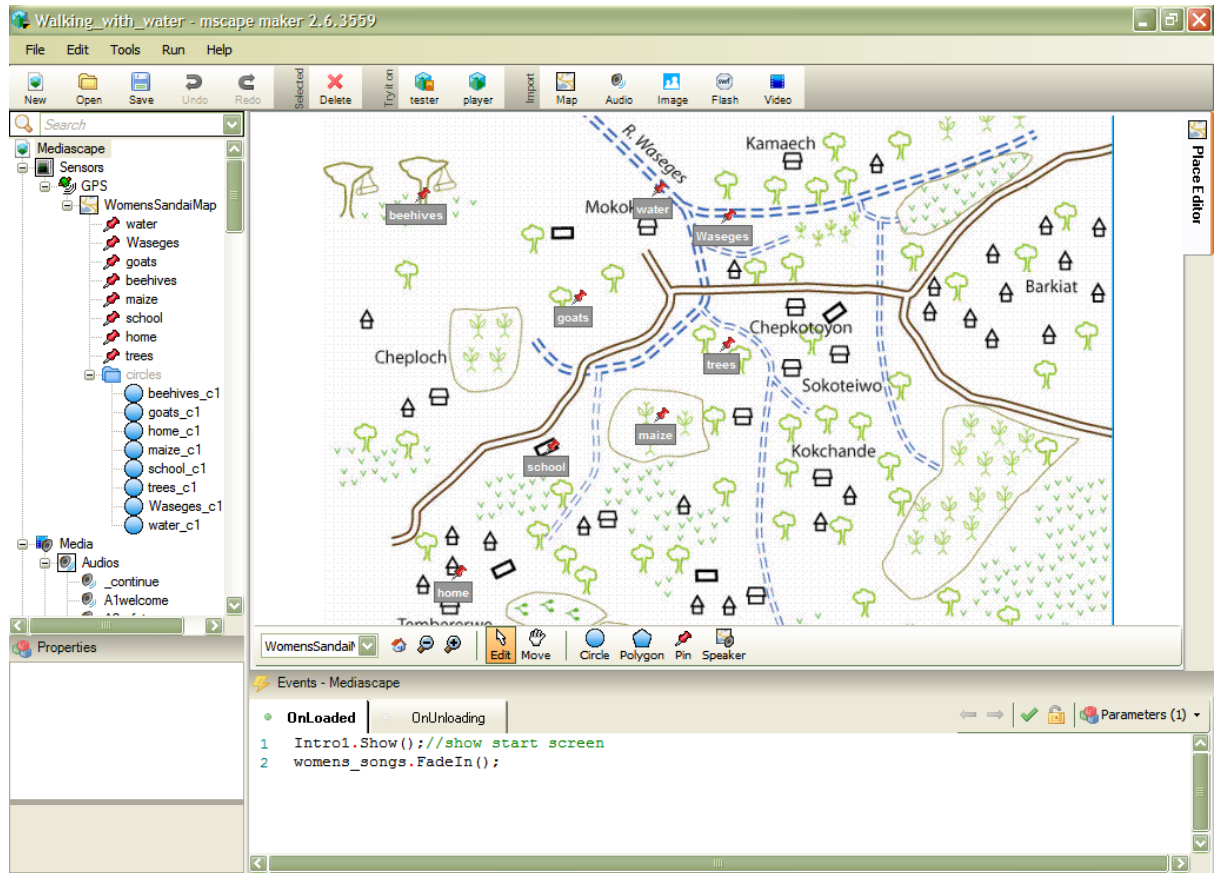 Walking_with_water - mscape maker 2.6.3559
File Edit Tools Run Help
New Open Save Undo Redo Selected Delete Try it on tester player Import Map Audio Image Flash Video
Search
Mediascape
Sensors
GPS
WomensSandaiMap
water
Waseges
goats
beehives
maize
school
home
trees
circles
beehives_c1
goats_c1
home_c1
maize_c1
school_c1
trees_c1
Waseges_c1
water_c1
Media
Audios
_continue
A1welcome
R. Waseges
Kamaech
beehives
water
Waseges
Barkiat
goats
Chepkotoyon
Cheploch
trees
Sokoteiwo
maize
Kokchande
school
home
Place Editor
WomensSandaiM
Edit Move Circle Polygon Pin Speaker
Properties
Events - Mediascape
OnLoaded OnUnloading Parameters (1)
1 Intro1.Show();//show start screen
2 womens_songs.FadeIn();